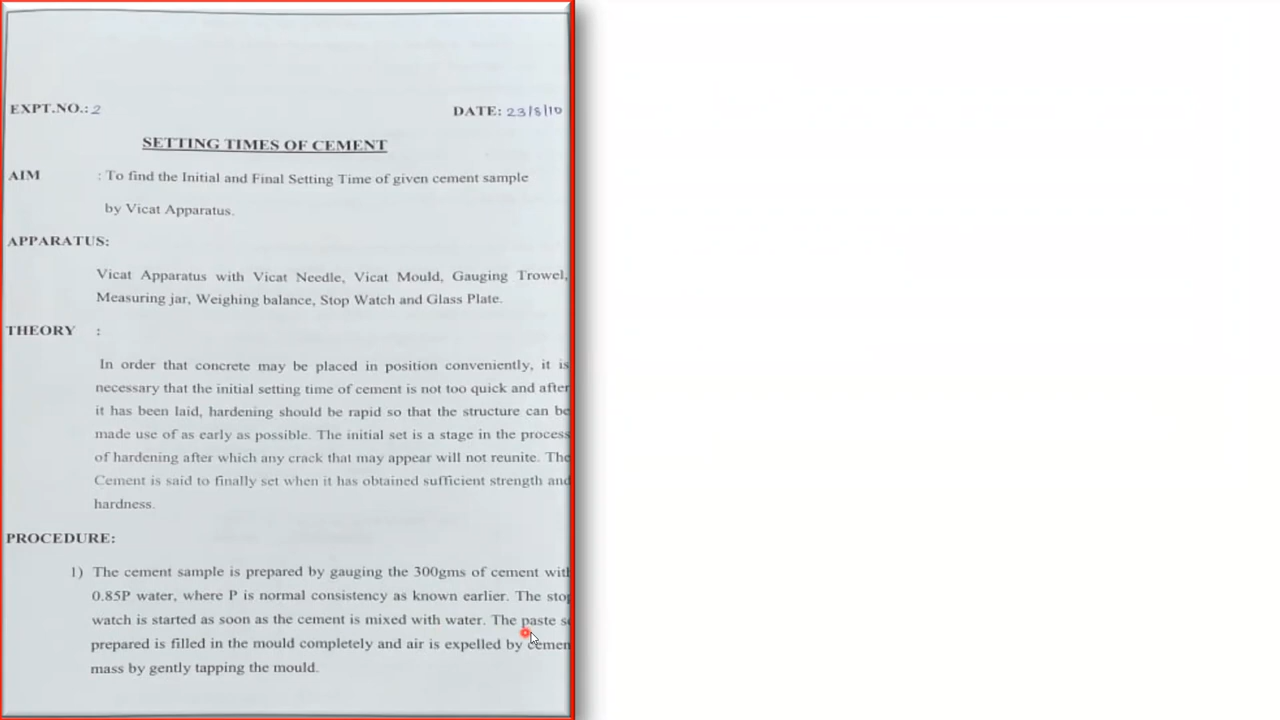 EXPT.NO.: 2 DATE: 23/8/10
SETTING TIMES OF CEMENT
AIM : To find the Initial and Final Setting Time of given cement sample
by Vicat Apparatus.
APPARATUS:
Vicat Apparatus with Vicat Needle, Vicat Mould, Gauging Trowel,
Measuring jar, Weighing balance, Stop Watch and Glass Plate.
THEORY :
In order that concrete may be placed in position conveniently, it is
necessary that the initial setting time of cement is not too quick and after
it has been laid, hardening should be rapid so that the structure can be
made use of as early as possible. The initial set is a stage in the process
of hardening after which any crack that may appear will not reunite. The
Cement is said to finally set when it has obtained sufficient strength and
hardness.
PROCEDURE:
1) The cement sample is prepared by gauging the 300gms of cement with
0.85P water, where P is normal consistency as known earlier. The stop
watch is started as soon as the cement is mixed with water. The paste so
prepared is filled in the mould completely and air is expelled by cemen
mass by gently tapping the mould.